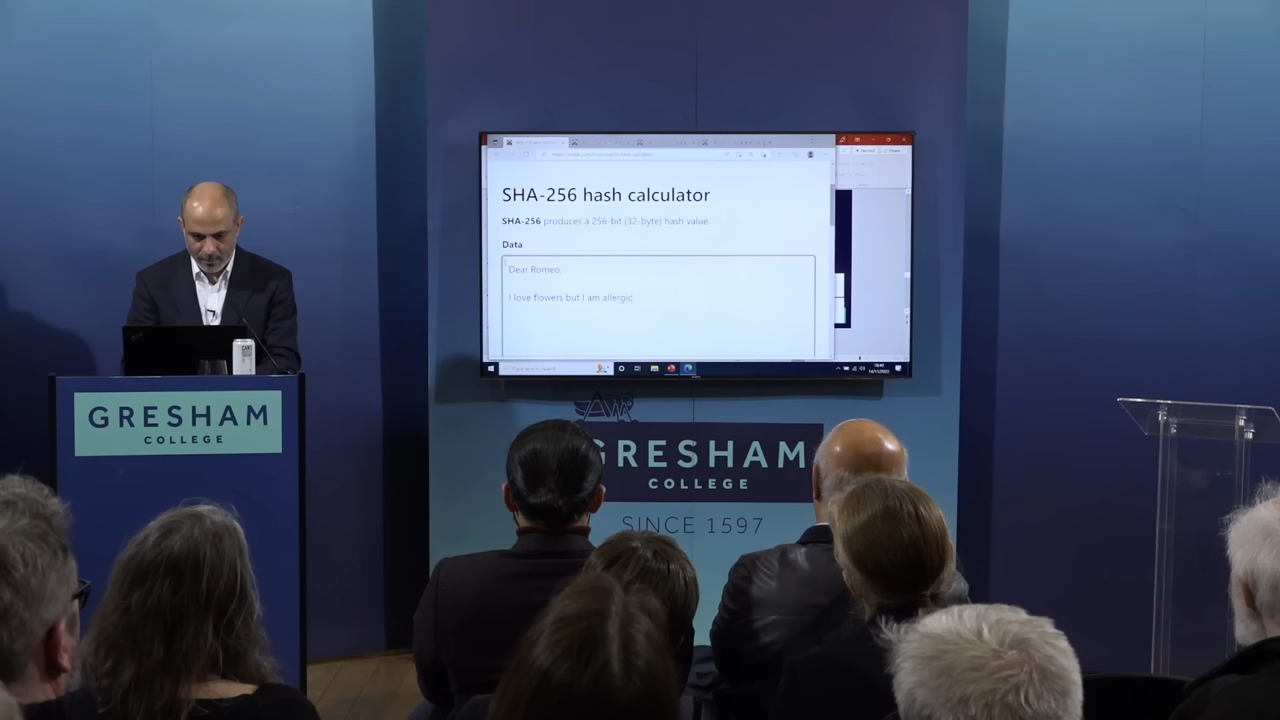 SHA-256 hash calculator
SHA-256 produces a 256-bit (32-byte) hash value.
Data
Dear Romeo,
I love flowers but I am allergic
GRESHAM
COLLEGE
GRESHAM
COLLEGE
SINCE 1597